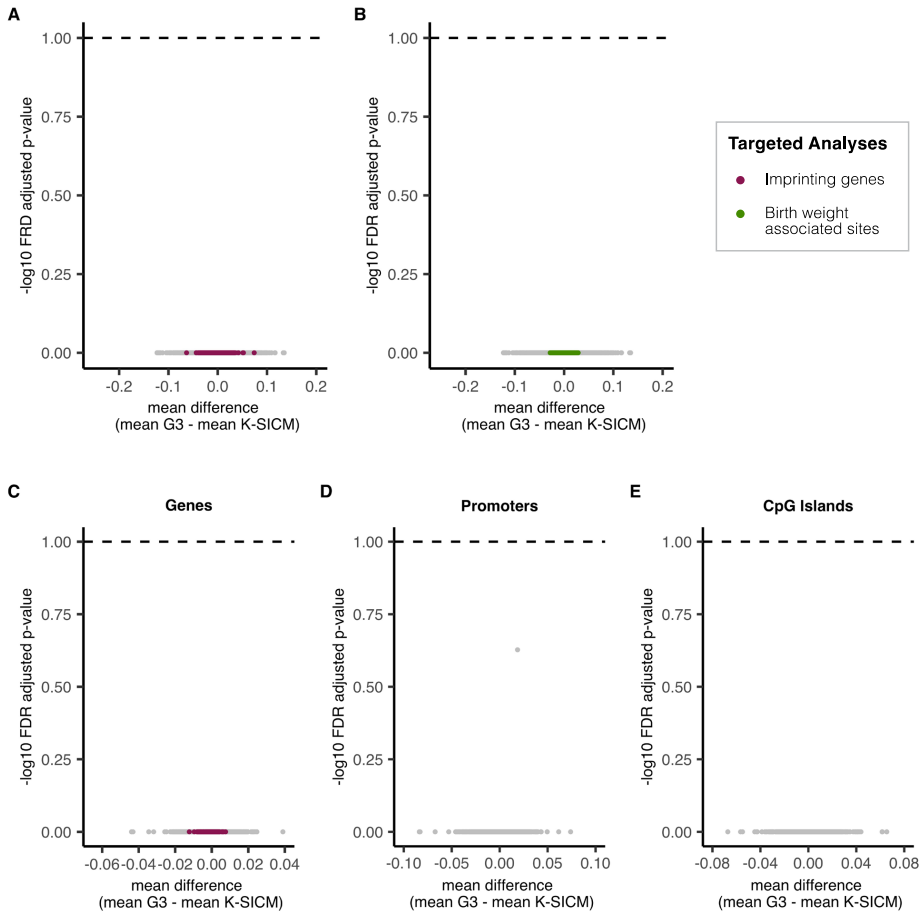 A
1.00
0.75
0.50
0.25
0.00
-log10 FRD adjusted p-value
-0.2 -0.1 0.0 0.1 0.2
mean difference
(mean G3 - mean K-SICM)
B
1.00
0.75
0.50
0.25
0.00
-log10 FDR adjusted p-value
-0.2 -0.1 0.0 0.1 0.2
mean difference
(mean G3 - mean K-SICM)
Targeted Analyses
Imprinting genes
Birth weight
associated sites
C
Genes
1.00
0.75
0.50
0.25
0.00
-log10 FDR adjusted p-value
-0.06 -0.04 -0.02 0.00 0.02 0.04
mean difference
(mean G3 - mean K-SICM)
D
Promoters
1.00
0.75
0.50
0.25
0.00
-log10 FDR adjusted p-value
-0.10 -0.05 0.00 0.05 0.10
mean difference
(mean G3 - mean K-SICM)
E
CpG Islands
1.00
0.75
0.50
0.25
0.00
-log10 FDR adjusted p-value
-0.08 -0.04 0.00 0.04 0.08
mean difference
(mean G3 - mean K-SICM)